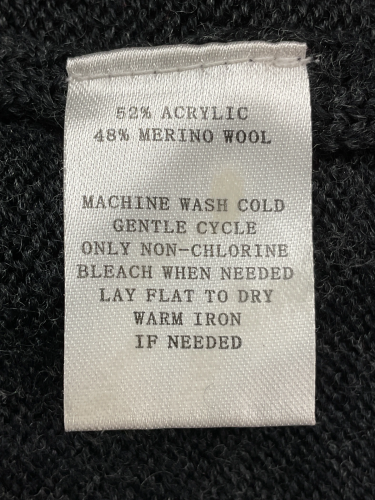 52% ACRYLIC
48% MERINO WOOL
MACHINE WASH COLD
GENTLE CYCLE
ONLY NON-CHLORINE
BLEACH WHEN NEEDED
LAY FLAT TO DRY
WARM IRON
IF NEEDED